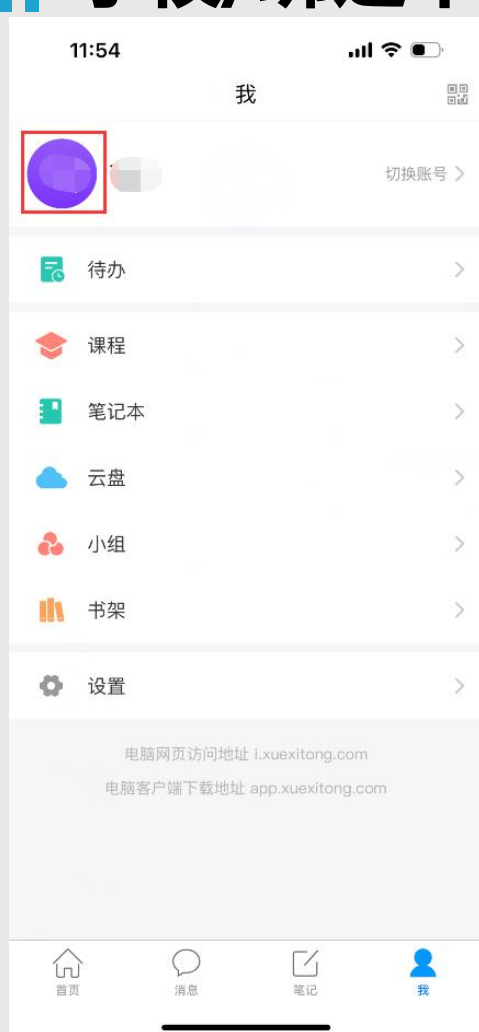 11:54
我
切换账号
待办
课程
笔记本
云盘
小组
书架
设置
电脑网页访问地址 i.xuexitong.com
电脑客户端下载地址 app.xuexitong.com
首页
消息
笔记
我